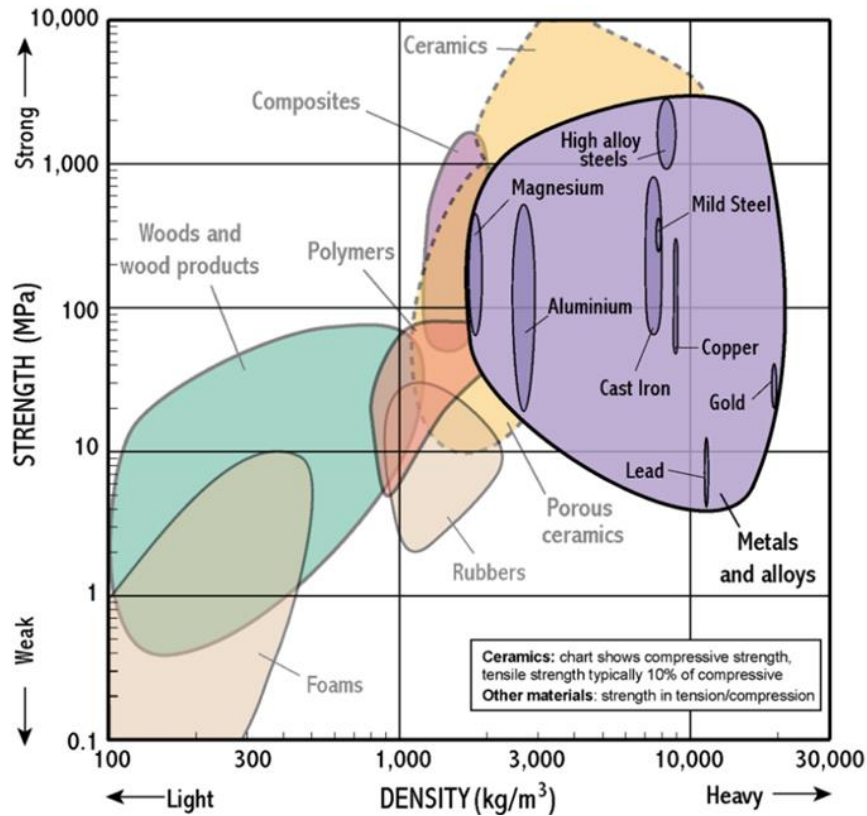 10,000
Strong
1,000
STRENGTH (MPa)
100
10
1
Weak
0.1
Ceramics
Composites
High alloy
steels
Magnesium
Mild Steel
Woods and
wood products
Polymers
Aluminium
Copper
Cast Iron
Gold
Lead
Porous
ceramics
Metals
and alloys
Rubbers
Foams
Ceramics: chart shows compressive strength,
tensile strength typically 10% of compressive
Other materials: strength in tension/compression
100
300
1,000
3,000
10,000
30,000
Light
DENSITY (kg/m³)
Heavy